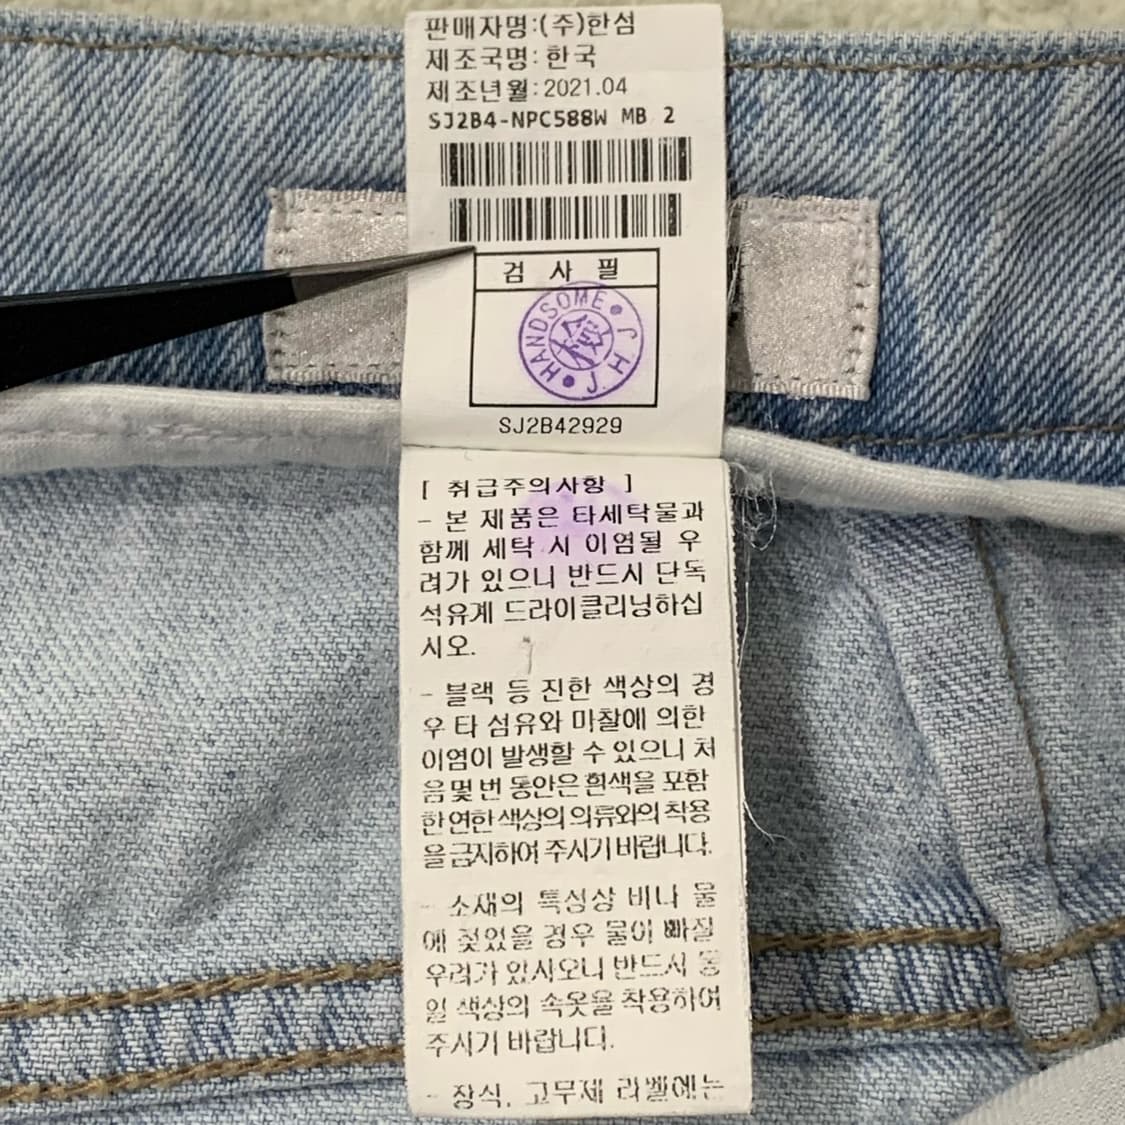 판매자명:(주)한섬
제조국명: 한국
제조년월:2021.04
SJ2B4-NPC588W MB 2
검 사 필
HANDSOME J.H J
SJ2B42929
[ 취급주의사항 ]
- 본 제품은 타세탁물과
함께 세탁 시 이염될 우
려가 있으니 반드시 단독
석유계 드라이클리닝하십
시오.
- 블랙 등 진한 색상의 경
우 타 섬유와 마찰에 의한
이염이 발생할 수 있으니 처
음몇 번 동안은 흰색을 포함
한 연한 색상의 의류와의 착용
을금지하여 주시기 바랍니다.
- 소재의 특성상 비나 물
에 젖었을 경우 물이 빠질
우려가 있시오니 반드시 동
일 색상의 속옷을 착용하여
주시기 바랍니다.
- 장식, 고무제 라벨에는